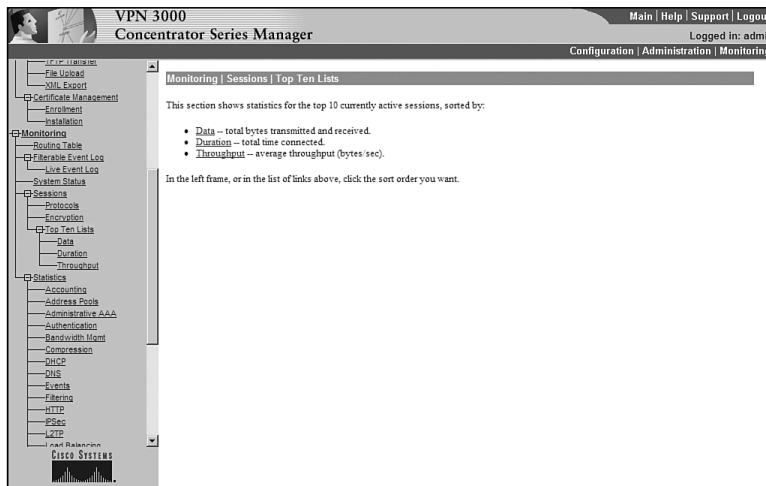 VPN 3000
Concentrator Series Manager
Main | Help | Support | Logou
Logged in: admi
Configuration | Administration | Monitoring
TFTP Transfer
File Upload
XML Export
Certificate Management
Enrollment
Installation
Monitoring
Routing Table
Filterable Event Log
Live Event Log
System Status
Sessions
Protocols
Encryption
Top Ten Lists
Data
Duration
Throughput
Statistics
Accounting
Address Pools
Administrative AAA
Authentication
Bandwidth Mgmt
Compression
DHCP
DNS
Events
Filtering
HTTP
IPSec
L2TP
Load Balancing
CISCO SYSTEMS
Monitoring | Sessions | Top Ten Lists
This section shows statistics for the top 10 currently active sessions, sorted by:
• Data -- total bytes transmitted and received.
• Duration -- total time connected.
• Throughput -- average throughput (bytes/sec).
In the left frame, or in the list of links above, click the sort order you want.